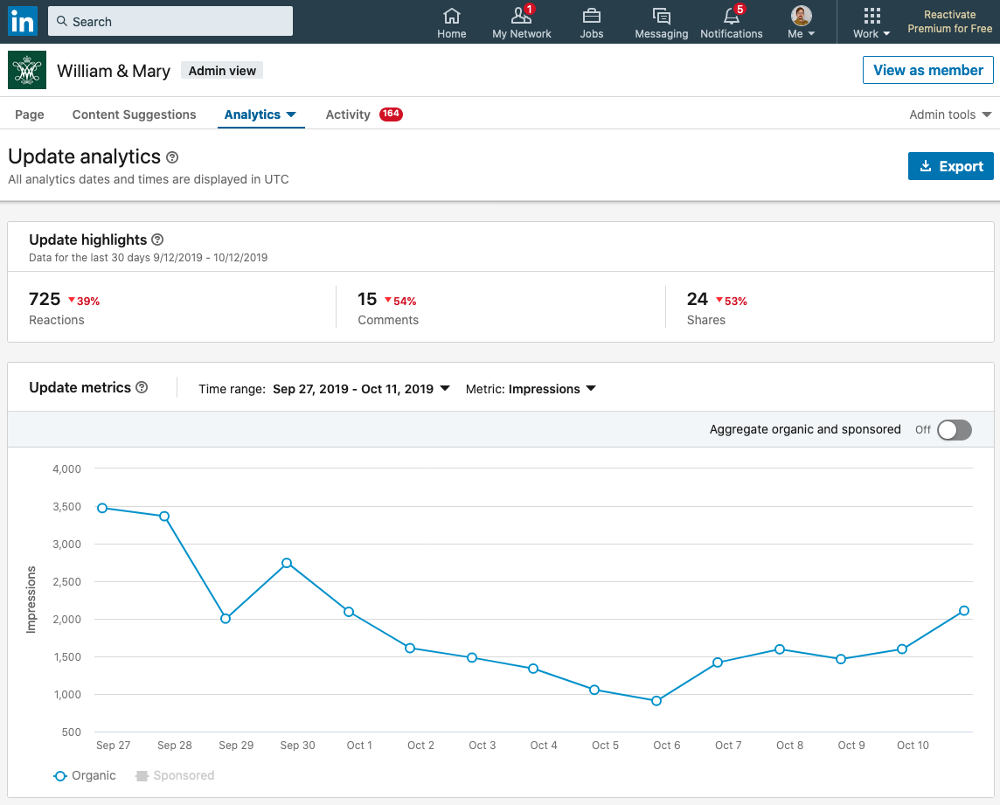 in
Search
1
5
Home
My Network
Jobs
Messaging
Notifications
Me
Work
Reactivate
Premium for Free
William & Mary
Admin view
View as member
Page
Content Suggestions
Analytics
Activity
164
Admin tools
Update analytics ?
Export
All analytics dates and times are displayed in UTC
Update highlights ?
Data for the last 30 days 9/12/2019 - 10/12/2019
725 39%
Reactions
15 54%
Comments
24 53%
Shares
Update metrics ?
Time range: Sep 27, 2019 - Oct 11, 2019
Metric: Impressions
Aggregate organic and sponsored Off
4,000
3,500
3,000
2,500
2,000
1,500
1,000
500
Impressions
Sep 27 Sep 28 Sep 29 Sep 30 Oct 1 Oct 2 Oct 3 Oct 4 Oct 5 Oct 6 Oct 7 Oct 8 Oct 9 Oct 10
Organic Sponsored